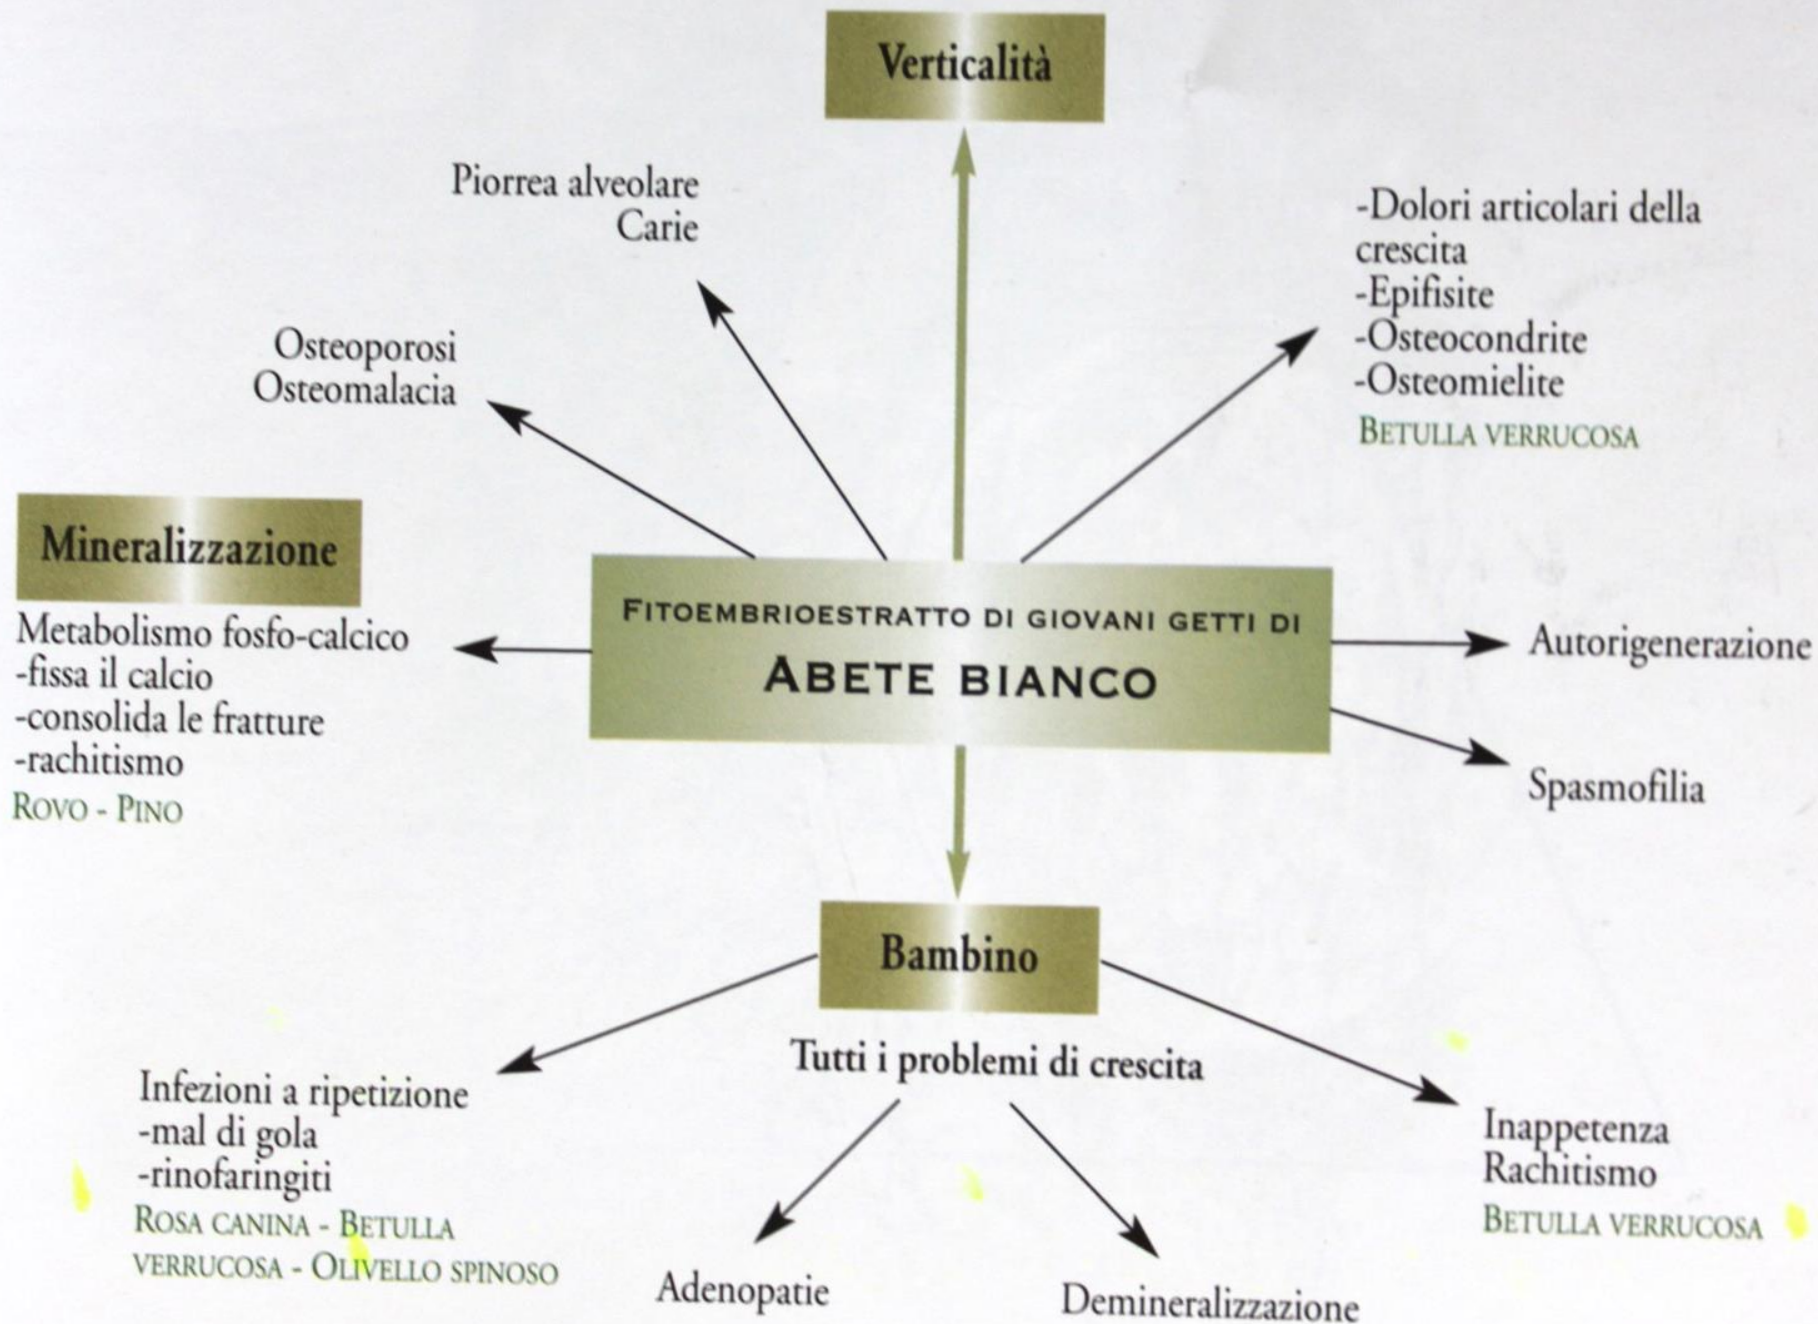 Verticalità
Piorrea alveolare
Carie
-Dolori articolari della
crescita
-Epifisite
-Osteocondrite
-Osteomielite
BETULLA VERRUCOSA
Osteoporosi
Osteomalacia
Mineralizzazione
Metabolismo fosfo-calcico
-fissa il calcio
-consolida le fratture
-rachitismo
ROVO - PINO
FITOEMBRIOESTRATTO DI GIOVANI GETTI DI
ABETE BIANCO
Autorigenerazione
Spasmofilia
Bambino
Tutti i problemi di crescita
Infezioni a ripetizione
-mal di gola
-rinofaringiti
ROSA CANINA - BETULLA
VERRUCOSA - OLIVELLO SPINOSO
Adenopatie
Demineralizzazione
Inappetenza
Rachitismo
BETULLA VERRUCOSA